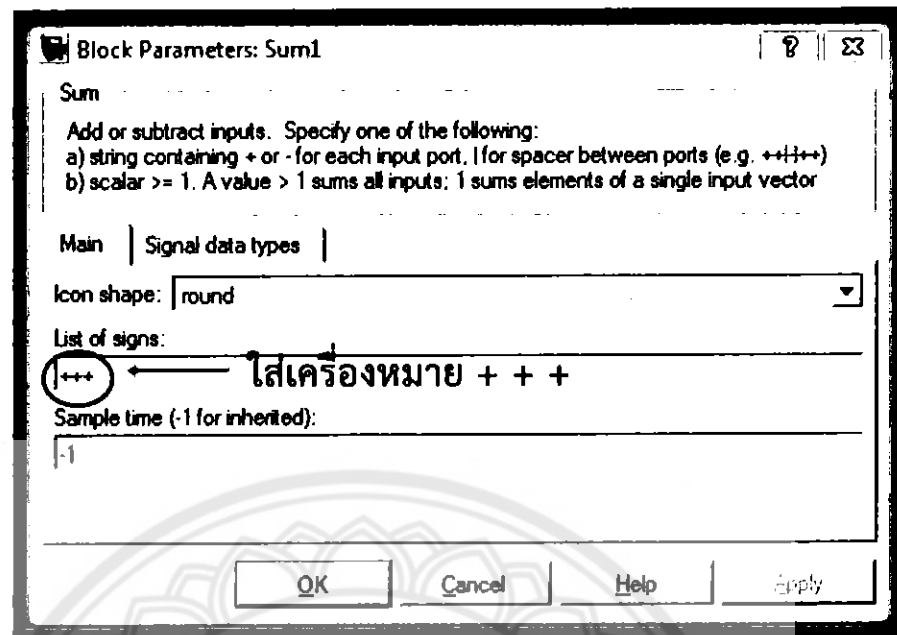 Block Parameters: Sum1
Sum
Add or subtract inputs. Specify one of the following:
a) string containing + or - for each input port, | for spacer between ports (e.g. ++|-|++)
b) scalar >= 1. A value > 1 sums all inputs; 1 sums elements of a single input vector
Main Signal data types
Icon shape: round
List of signs:
+++ ใส่เครื่องหมาย + + +
Sample time (-1 for inherited):
-1
OK Cancel Help Apply